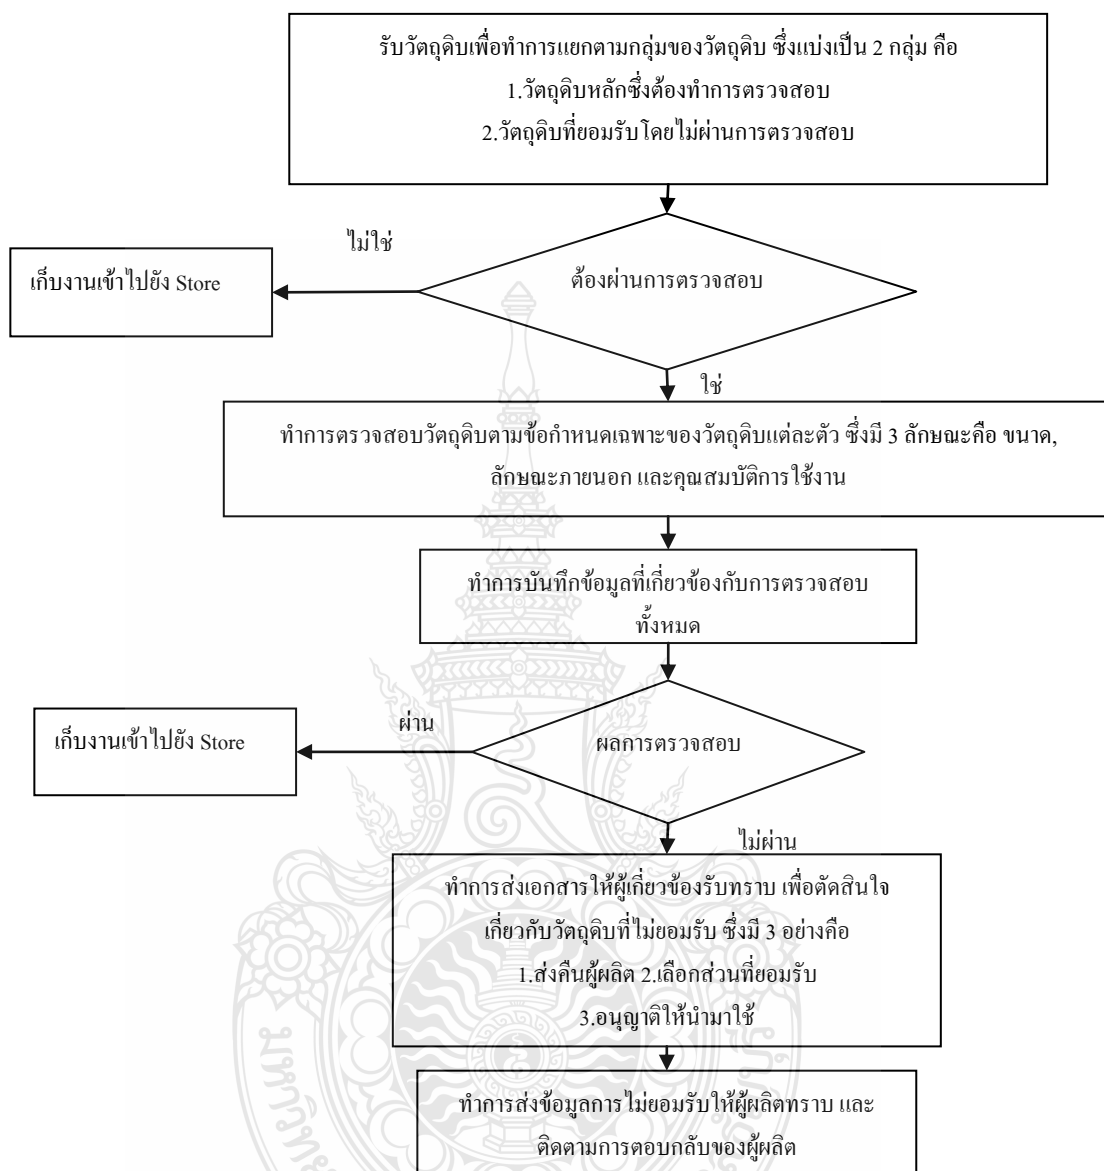 รับวัตถุดิบเพื่อทำการแยกตามกลุ่มของวัตถุดิบ ซึ่งแบ่งเป็น 2 กลุ่ม คือ
1.วัตถุดิบหลักซึ่งต้องทำการตรวจสอบ
2.วัตถุดิบที่ยอมรับโดยไม่ผ่านการตรวจสอบ
ไม่ใช่
เก็บงานเข้าไปยัง Store
ต้องผ่านการตรวจสอบ
ใช่
ทำการตรวจสอบวัตถุดิบตามข้อกำหนดเฉพาะของวัตถุดิบแต่ละตัว ซึ่งมี 3 ลักษณะคือ ขนาด,
ลักษณะภายนอก และคุณสมบัติการใช้งาน
ทำการบันทึกข้อมูลที่เกี่ยวข้องกับการตรวจสอบ
ทั้งหมด
ผ่าน
เก็บงานเข้าไปยัง Store
ผลการตรวจสอบ
ไม่ผ่าน
ทำการส่งเอกสารให้ผู้เกี่ยวข้องรับทราบ เพื่อตัดสินใจ
เกี่ยวกับวัตถุดิบที่ไม่ยอมรับ ซึ่งมี 3 อย่างคือ
1.ส่งคืนผู้ผลิต 2.เลือกส่วนที่ยอมรับ
3.อนุญาติให้นำมาใช้
ทำการส่งข้อมูลการไม่ยอมรับให้ผู้ผลิตทราบ และ
ติดตามการตอบกลับของผู้ผลิต